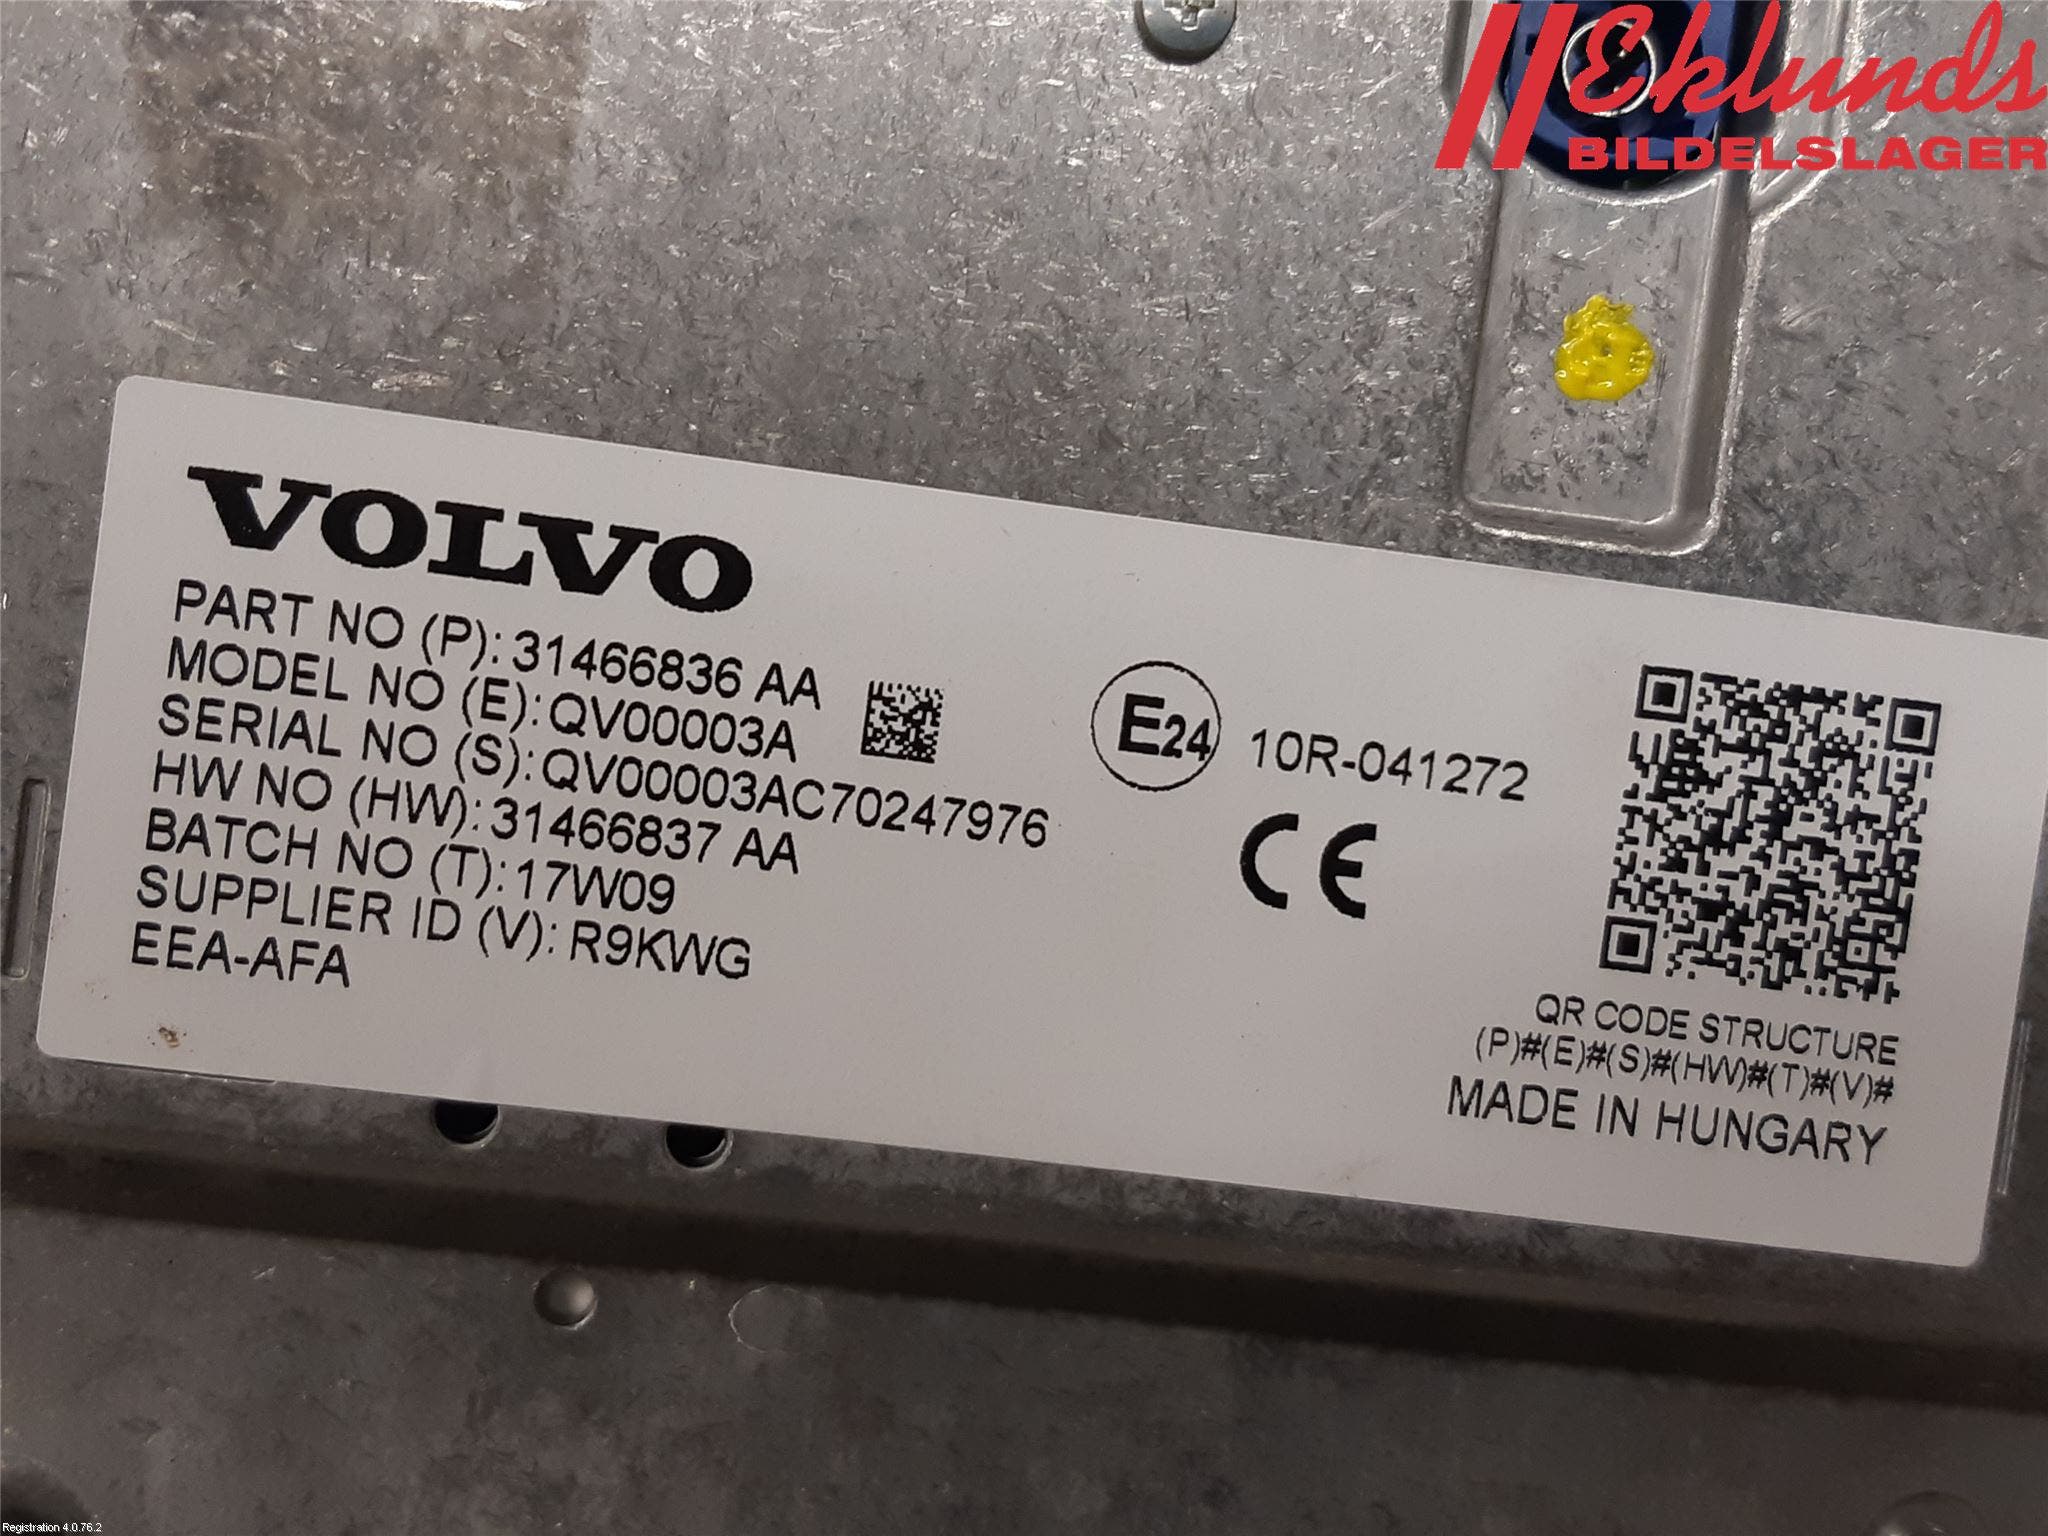 Eklunds
BILDELSLAGER
VOLVO
PART NO (P): 31466836 AA
MODEL NO (E): QV00003A
SERIAL NO (S): QV00003AC70247976
HW NO (HW): 31466837 AA
BATCH NO (T): 17W09
SUPPLIER ID (V): R9KWG
EEA-AFA
E24
10R-041272
CE
QR CODE STRUCTURE
(P)#(E)#(S)#(HW)#(T)#(V)#
MADE IN HUNGARY
Registration 4.0.76.2